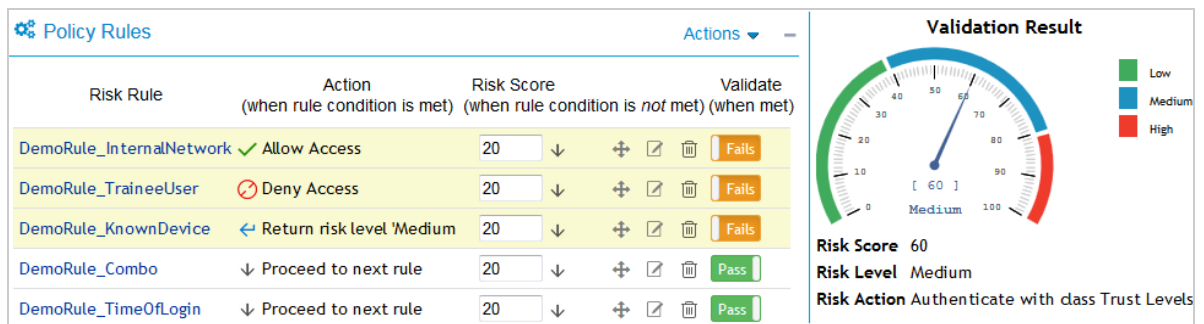 Policy Rules
Actions
Risk Rule
Action
(when rule condition is met)
Risk Score
(when rule condition is not met)
Validate
(when met)
DemoRule_InternalNetwork Allow Access 20 Fails
DemoRule_TraineeUser Deny Access 20 Fails
DemoRule_KnownDevice Return risk level 'Medium 20 Fails
DemoRule_Combo Proceed to next rule 20 Pass
DemoRule_TimeOfLogin Proceed to next rule 20 Pass
Validation Result
0
10
20
30
40
50
60
70
80
90
100
[ 60 ]
Medium
Low
Medium
High
Risk Score 60
Risk Level Medium
Risk Action Authenticate with class Trust Levels